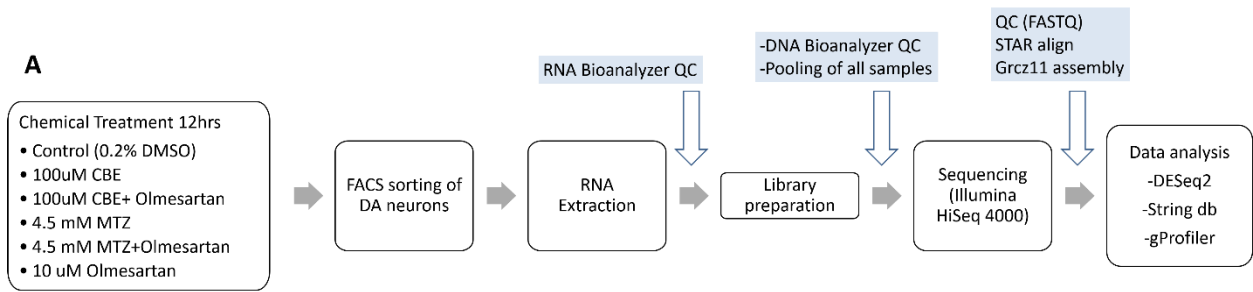 A
Chemical Treatment 12hrs
• Control (0.2% DMSO)
• 100uM CBE
• 100uM CBE+ Olmesartan
• 4.5 mM MTZ
• 4.5 mM MTZ+Olmesartan
• 10 uM Olmesartan
FACS sorting of
DA neurons
RNA
Extraction
RNA Bioanalyzer QC
Library
preparation
-DNA Bioanalyzer QC
-Pooling of all samples
Sequencing
(Illumina
HiSeq 4000)
QC (FASTQ)
STAR align
Grcz11 assembly
Data analysis
-DESeq2
-String db
-gProfiler